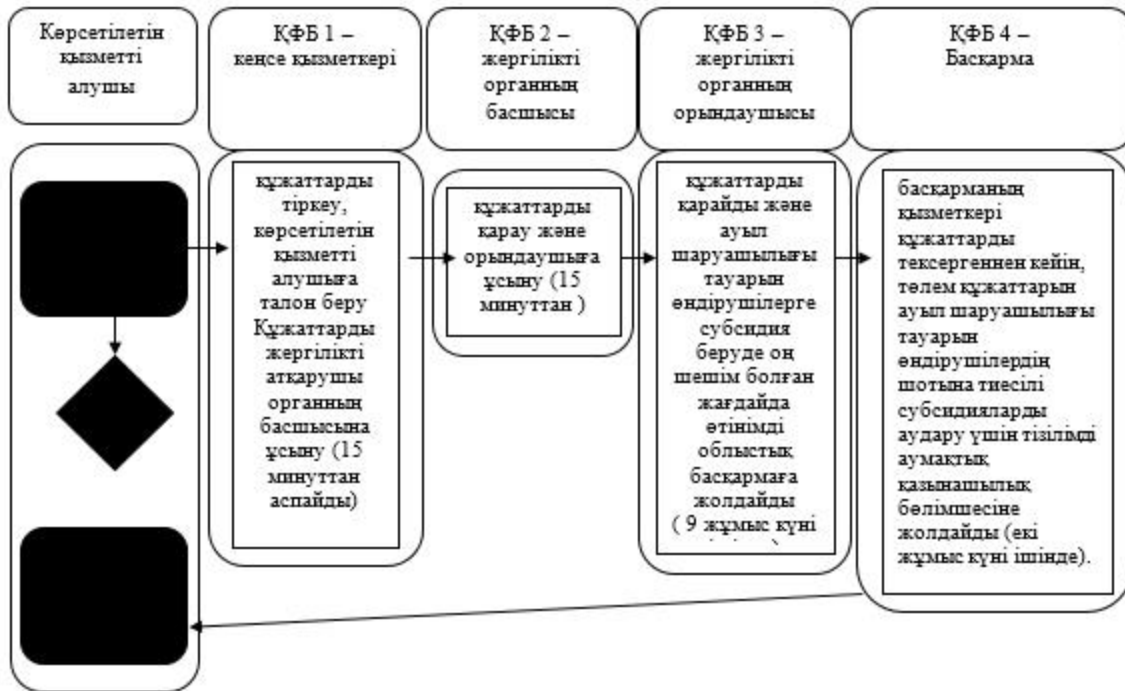 Көрсетілетін
қызметті
алушы
ҚФБ 1 –
кеңсе қызметкері
ҚФБ 2 –
жергілікті
органның
басшысы
ҚФБ 3 –
жергілікті
органның
орындаушысы
ҚФБ 4 –
Басқарма
құжаттарды
тіркеу,
көрсетілетін
қызметті
алушыға
талон беру
Құжаттарды
жергілікті
атқарушы
органның
басшысына
ұсыну (15
минуттан
аспайды)
құжаттарды
қарау және
орындаушыға
ұсыну (15
минуттан )
құжаттарды
қарайды және
ауыл
шаруашылығы
тауарын
өндірушілерге
субсидия
беруде оң
шешім болған
жағдайда
өтінімді
облыстық
басқармаға
жолдайды
( 9 жұмыс күні
басқарманың
қызметкері
құжаттарды
тексергеннен кейін,
төлем құжаттарын
ауыл шаруашылығы
тауарын
өндірушілердің
шотына тиесілі
субсидияларды
аудару үшін тізілімді
аумақтық
қазынашылық
бөлімшесіне
жолдайды (екі
жұмыс күні ішінде).